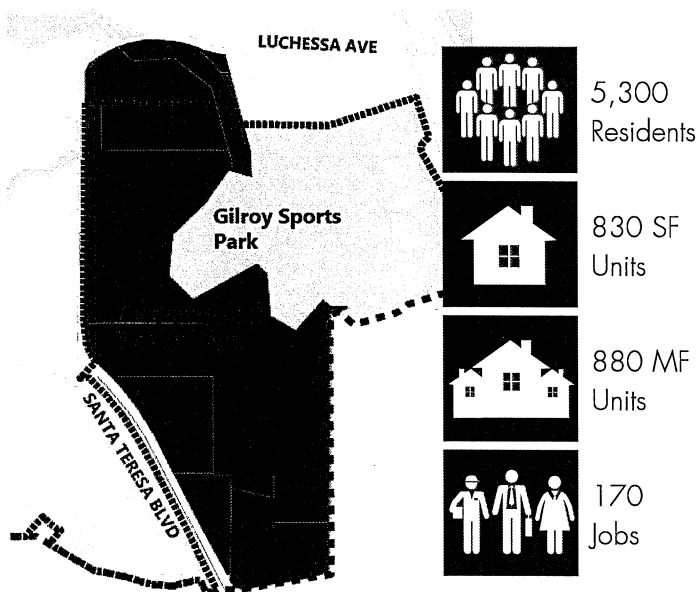 LUCHESSA AVE
Gilroy Sports
Park
SANTA TERESA BLVD
5,300
Residents
830 SF
Units
880 MF
Units
170
Jobs